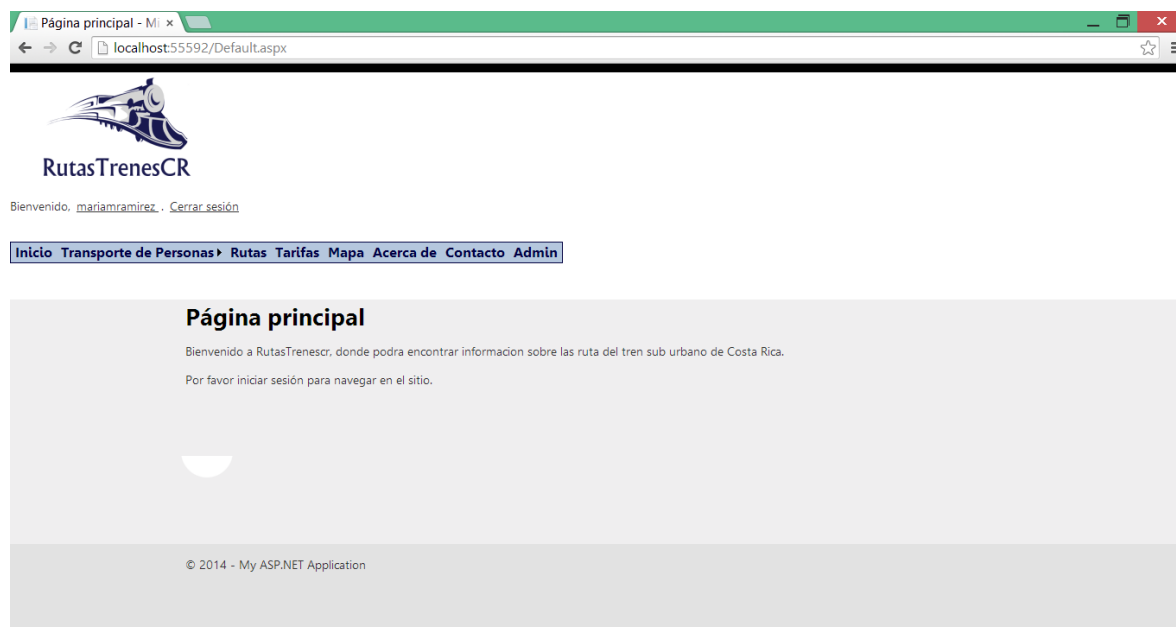 Página principal - Mi
localhost:55592/Default.aspx
RutasTrenesCR
Bienvenido, mariamramirez . Cerrar sesión
Inicio Transporte de Personas Rutas Tarifas Mapa Acerca de Contacto Admin
Página principal
Bienvenido a RutasTrenescr, donde podra encontrar informacion sobre las ruta del tren sub urbano de Costa Rica.
Por favor iniciar sesión para navegar en el sitio.
© 2014 - My ASP.NET Application